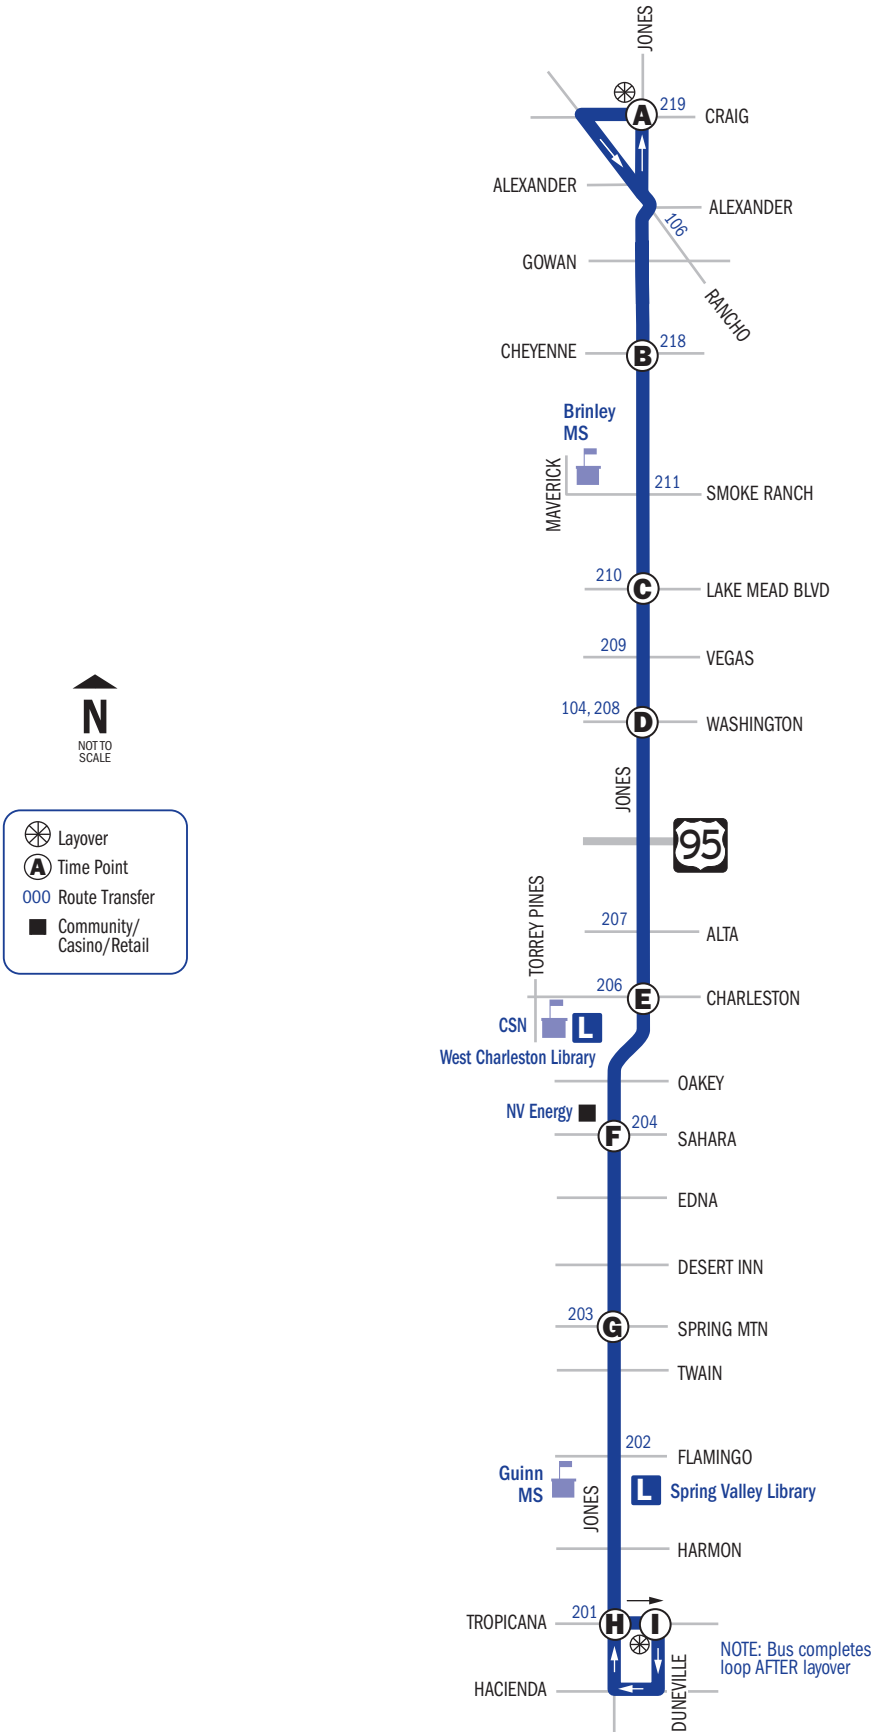 JONES
219
A
CRAIG
ALEXANDER
ALEXANDER
106
GOWAN
RANCHO
CHEYENNE
B
218
Brinley
MS
MAVERICK
211
SMOKE RANCH
210
C
LAKE MEAD BLVD
209
VEGAS
N
NOT TO
SCALE
104, 208
D
WASHINGTON
JONES
95
Layover
A Time Point
000 Route Transfer
Community/
Casino/Retail
TORREY PINES
207
ALTA
206
E
CHARLESTON
CSN
L
West Charleston Library
OAKEY
NV Energy
204
F
SAHARA
EDNA
DESERT INN
203
G
SPRING MTN
TWAIN
202
FLAMINGO
Guinn
MS
JONES
L
Spring Valley Library
HARMON
TROPICANA
201
H
I
NOTE: Bus completes
loop AFTER layover
HACIENDA
DUNEVILLE